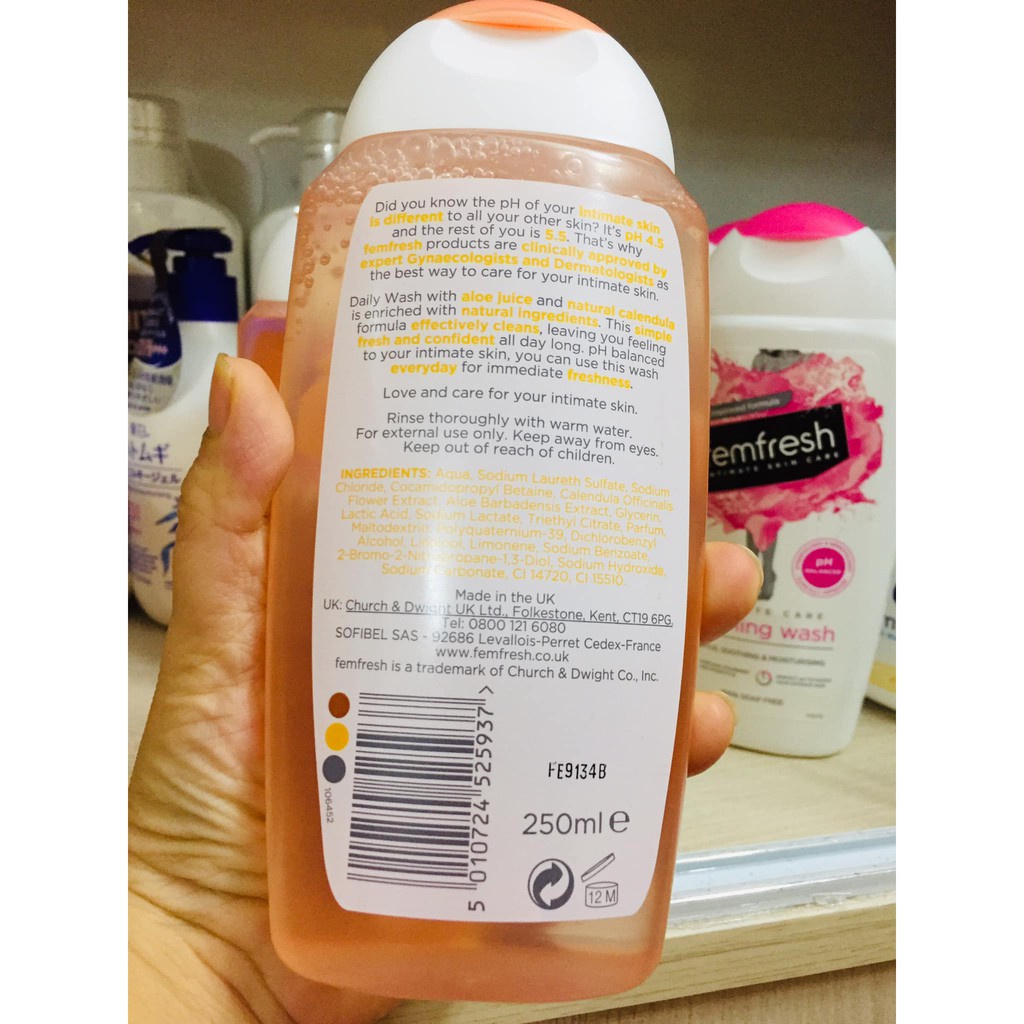 Did you know the pH of your intimate skin
is different to all your other skin? It's pH 4.5
and the rest of you is 5.5. That's why
femfresh products are clinically approved by
expert Gynaecologists and Dermatologists as
the best way to care for your intimate skin.
Daily Wash with aloe juice and natural calendula
is enriched with natural ingredients. This simple
formula effectively cleans, leaving you feeling
fresh and confident all day long. pH balanced
to your intimate skin, you can use this wash
everyday for immediate freshness.
Love and care for your intimate skin.
Rinse thoroughly with warm water.
For external use only. Keep away from eyes.
Keep out of reach of children.
INGREDIENTS: Aqua, Sodium Laureth Sulfate, Sodium
Chloride, Cocamidopropyl Betaine, Calendula Officinalis
Flower Extract, Aloe Barbadensis Extract, Glycerin,
Lactic Acid, Sodium Lactate, Triethyl Citrate, Parfum,
Maltodextrin, Polyquaternium-39, Dichlorobenzyl
Alcohol, Linalool, Limonene, Sodium Benzoate,
2-Bromo-2-Nitropropane-1,3-Diol, Sodium Hydroxide,
Sodium Carbonate, CI 14720, CI 15510.
Made in the UK
UK: Church & Dwight UK Ltd., Folkestone, Kent, CT19 6PG,
Tel: 0800 121 6080
SOFIBEL SAS - 92686 Levallois-Perret Cedex-France
www.femfresh.co.uk
femfresh is a trademark of Church & Dwight Co., Inc.
106452
5 010724 525937 >
FE9134B
250ml e
12 M
femfresh
INTIMATE SKIN CARE
pH
wash
トムギ